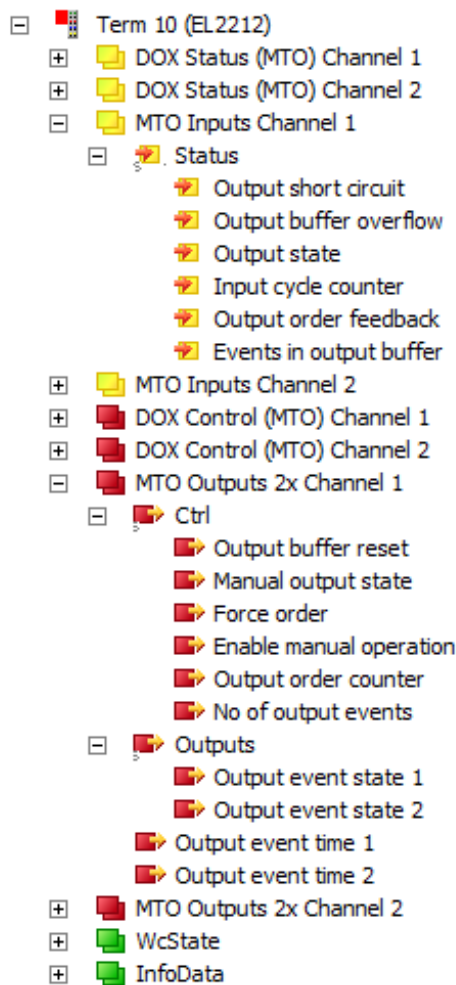 Term 10 (EL2212)
DOX Status (MTO) Channel 1
DOX Status (MTO) Channel 2
MTO Inputs Channel 1
Status
Output short circuit
Output buffer overflow
Output state
Input cycle counter
Output order feedback
Events in output buffer
MTO Inputs Channel 2
DOX Control (MTO) Channel 1
DOX Control (MTO) Channel 2
MTO Outputs 2x Channel 1
Ctrl
Output buffer reset
Manual output state
Force order
Enable manual operation
Output order counter
No of output events
Outputs
Output event state 1
Output event state 2
Output event time 1
Output event time 2
MTO Outputs 2x Channel 2
WcState
InfoData